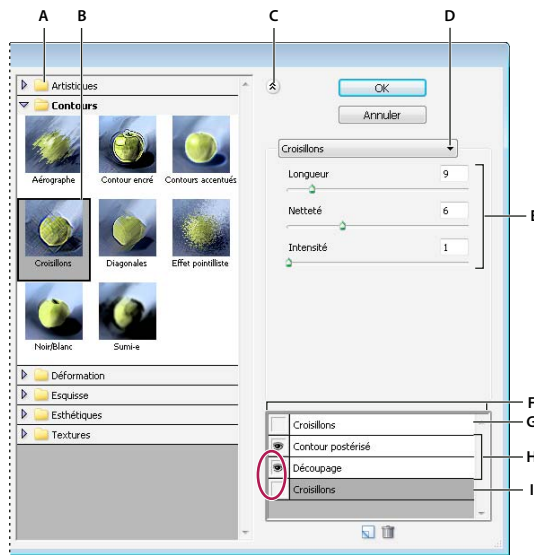 A B C D
Artistiques
Contours
Aérographe Contour encré Contours accentués
Croisillons Diagonales Effet pointilliste
Noir/Blanc Sumi-e
Déformation
Esquisse
Esthétiques
Textures
OK
Annuler
Croisillons
Longueur 9
Netteté 6
Intensité 1
E
F
Croisillons G
Contour postérisé
H
Découpage
Croisillons I